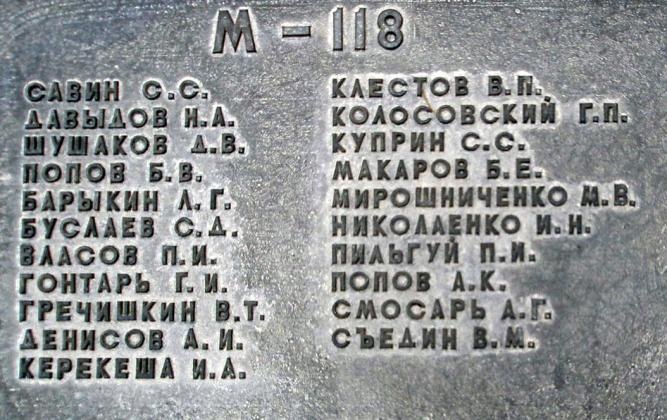 М - 118
САВИН С.С.
ДАВЫДОВ Н.А.
ШУШАКОВ Д.В.
ПОПОВ Б.В.
БАРЫКИН Л.Г.
БУСЛАЕВ С.Д.
ВЛАСОВ П.И.
ГОНТАРЬ Г.И.
ГРЕЧИШКИН В.Т.
ДЕНИСОВ А.И.
КЕРЕКЕША И.А.
КЛЕСТОВ В.П.
КОЛОСОВСКИЙ Г.П.
КУПРИН С.С.
МАКАРОВ Б.Е.
МИРОШНИЧЕНКО М.В.
НИКОЛАЕНКО И.Н.
ПИЛЬГУЙ П.И.
ПОПОВ А.К.
СМОСАРЬ А.Г.
СЪЕДИН В.М.